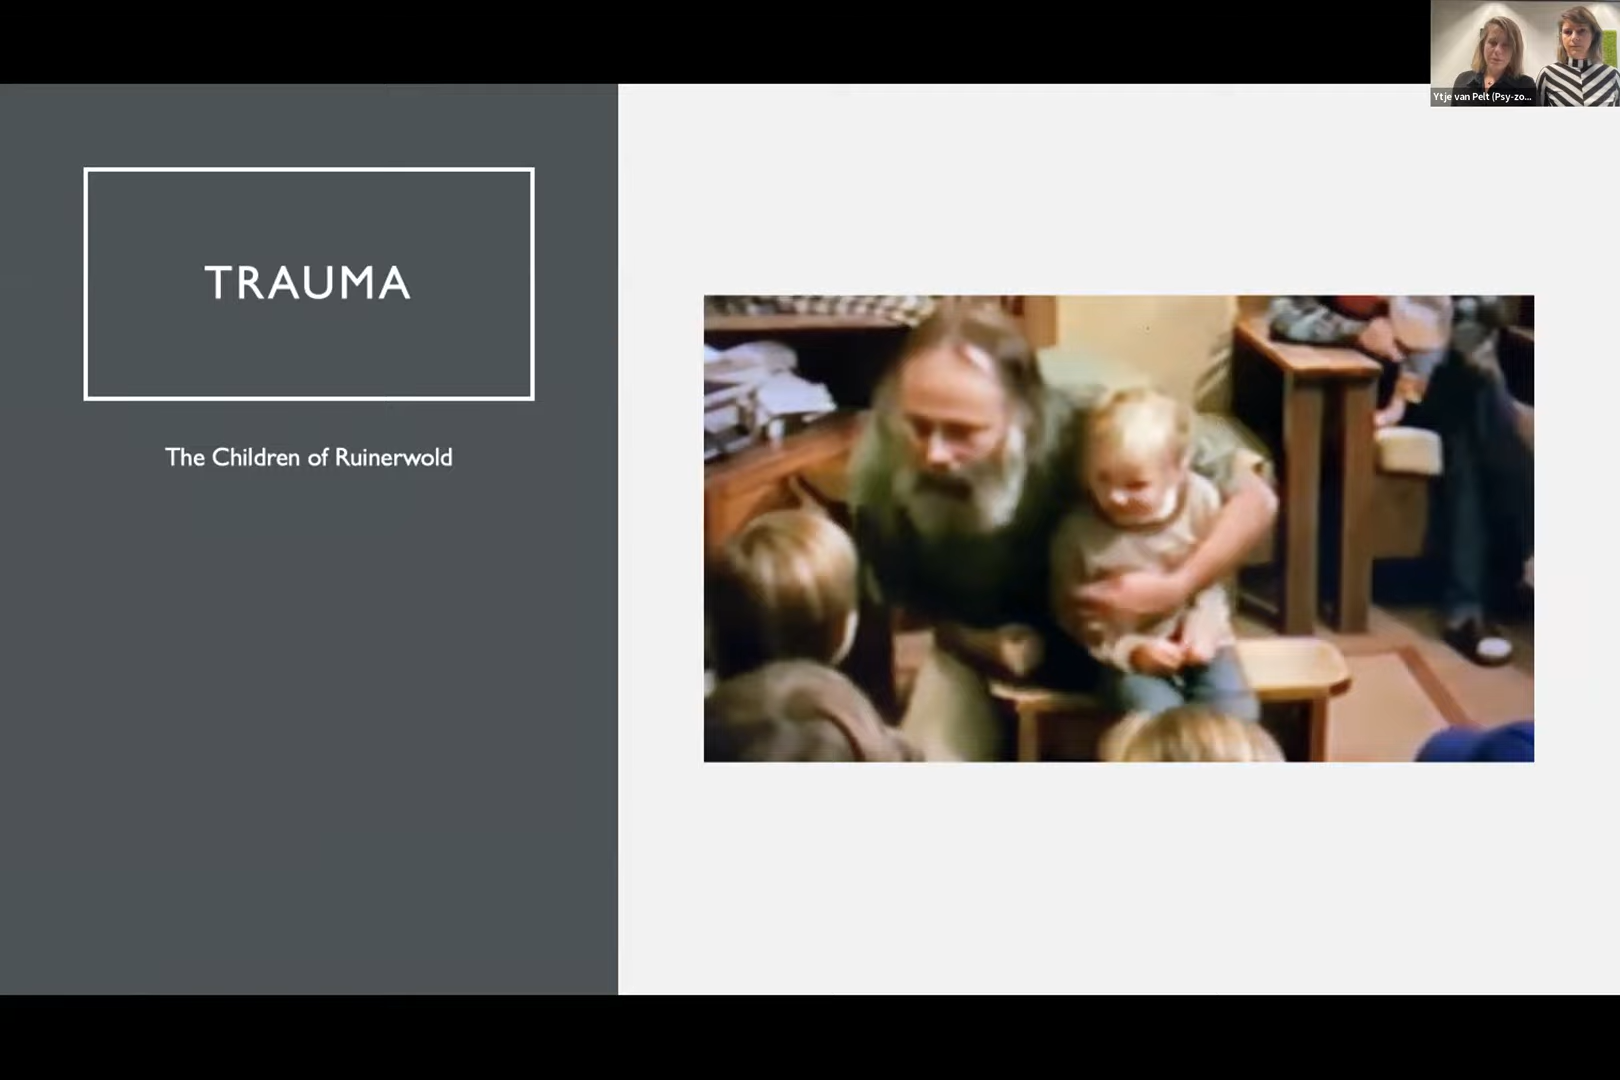 TRAUMA
The Children of Ruinerwold
Ytje van Pelt (Psy-zo...